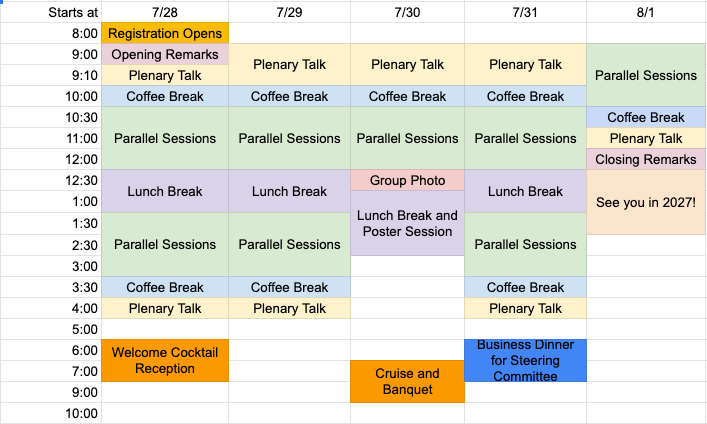 Starts at 7/28 7/29 7/30 7/31 8/1
8:00 Registration Opens
9:00 Opening Remarks Plenary Talk Plenary Talk Plenary Talk Parallel Sessions
9:10 Plenary Talk
10:00 Coffee Break Coffee Break Coffee Break Coffee Break
10:30 Coffee Break
11:00 Parallel Sessions Parallel Sessions Parallel Sessions Parallel Sessions Plenary Talk
12:00 Closing Remarks
12:30 Lunch Break Lunch Break Group Photo Lunch Break See you in 2027!
1:00 Lunch Break and
Poster Session
1:30 Parallel Sessions Parallel Sessions Parallel Sessions
2:30
3:00
3:30 Coffee Break Coffee Break Coffee Break
4:00 Plenary Talk Plenary Talk Plenary Talk
5:00
6:00 Welcome Cocktail
Reception
Business Dinner
for Steering
Committee
7:00 Cruise and
Banquet
9:00
10:00